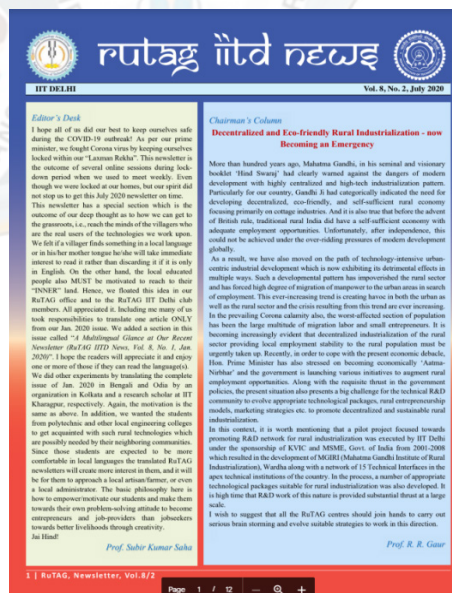 rutag iitd news
IIT DELHI
Vol. 8, No. 2, July 2020
Editor's Desk
I hope all of us did our best to keep ourselves safe
during the COVID-19 outbreak! As per our prime
minister, we fought Corona virus by keeping ourselves
locked within our "Laxman Rekha". This newsletter is
the outcome of several online sessions during lock-
down period when we used to meet weekly. Even
though we were locked at our homes, but our spirit did
not stop us to get this July 2020 newsletter on time.
This newsletter has a special section which is the
outcome of our deep thought as to how we can get to
the grassroots, i.e., reach the minds of the villagers who
are the real users of the technologies we work upon.
We felt if a villager finds something in a local language
or in his/her mother tongue he/she will take immediate
interest to read it rather than discarding it if it is only
in English. On the other hand, the local educated
people also MUST be motivated to reach to their
"INNER" land. Hence, we floated this idea in our
RuTAG office and to the RuTAG IIT Delhi club
members. All appreciated it. Including me many of us
took responsibilities to translate one article ONLY
from our Jan. 2020 issue. We added a section in this
issue called "A Multilingual Glance at Our Recent
Newsletter (RuTAG IITD News, Vol. 8, No. 1, Jan.
2020)". I hope the readers will appreciate it and enjoy
one or more of those if they can read the language(s).
We did other experiments by translating the complete
issue of Jan. 2020 in Bengali and Odia by an
organization in Kolkata and a research scholar at IIT
Kharagpur, respectively. Again, the motivation is the
same as above. In addition, we wanted the students
from polytechnic and other local engineering colleges
to get acquainted with such rural technologies which
are possibly needed by their neighboring communities.
Since those students are expected to be more
comfortable in local languages the translated RuTAG
newsletters will create more interest in them, and it will
be for them to approach a local artisan/farmer, or even
a local administrator. The basic philosophy here is
how to empower/motivate our students and make them
towards their own problem-solving attitude to become
entrepreneurs and job-providers than jobseekers
towards better livelihoods through creativity.
Jai Hind!
Prof. Subir Kumar Saha
Chairman's Column
Decentralized and Eco-friendly Rural Industrialization - now
Becoming an Emergency
More than hundred years ago, Mahatma Gandhi, in his seminal and visionary
booklet 'Hind Swaraj' had clearly warned against the dangers of modern
development with highly centralized and high-tech industrialization pattern.
Particularly for our country, Gandhi Ji had categorically indicated the need for
developing decentralized, eco-friendly, and self-sufficient rural economy
focusing primarily on cottage industries. And it is also true that before the advent
of British rule, traditional rural India did have a self-sufficient economy with
adequate employment opportunities. Unfortunately, after independence, this
could not be achieved under the over-ridding pressures of modern development
globally.
As a result, we have also moved on the path of technology-intensive urban-
centric industrial development which is now exhibiting its detrimental effects in
multiple ways. Such a developmental pattern has impoverished the rural sector
and has forced high degree of migration of manpower to the urban areas in search
of employment. This ever-increasing trend is creating havoc in both the urban as
well as the rural sector and the crisis resulting from this trend are ever increasing.
In the prevailing Corona calamity also, the worst-affected section of population
has been the large multitude of migration labor and small entrepreneurs. It is
becoming increasingly evident that decentralized industrialization of the rural
sector providing local employment stability to the rural population must be
urgently taken up. Recently, in order to cope with the present economic debacle,
Hon. Prime Minister has also stressed on becoming economically 'Aatma-
Nirbhar' and the government is launching various initiatives to augment rural
employment opportunities. Along with the requisite thrust in the government
policies, the present situation also presents a big challenge for the technical R&D
community to evolve appropriate technological packages, rural entrepreneurship
models, marketing strategies etc. to promote decentralized and sustainable rural
industrialization.
In this context, it is worth mentioning that a pilot project focused towards
promoting R&D network for rural industrialization was executed by IIT Delhi
under the sponsorship of KVIC and MSME, Govt. of India from 2001-2008
which resulted in the development of MGIRI (Mahatma Gandhi Institute of Rural
Industrialization), Wardha along with a network of 15 Technical Interfaces in the
apex technical institutions of the country. In the process, a number of appropriate
technological packages suitable for rural industrialization was also developed. It
is high time that R&D work of this nature is provided substantial thrust at a large
scale.
I wish to suggest that all the RuTAG centres should join hands to carry out
serious brain storming and evolve suitable strategies to work in this direction.
Prof. R. R. Gaur
1 | RuTAG, Newsletter, Vol.8/2
Page 1 / 12